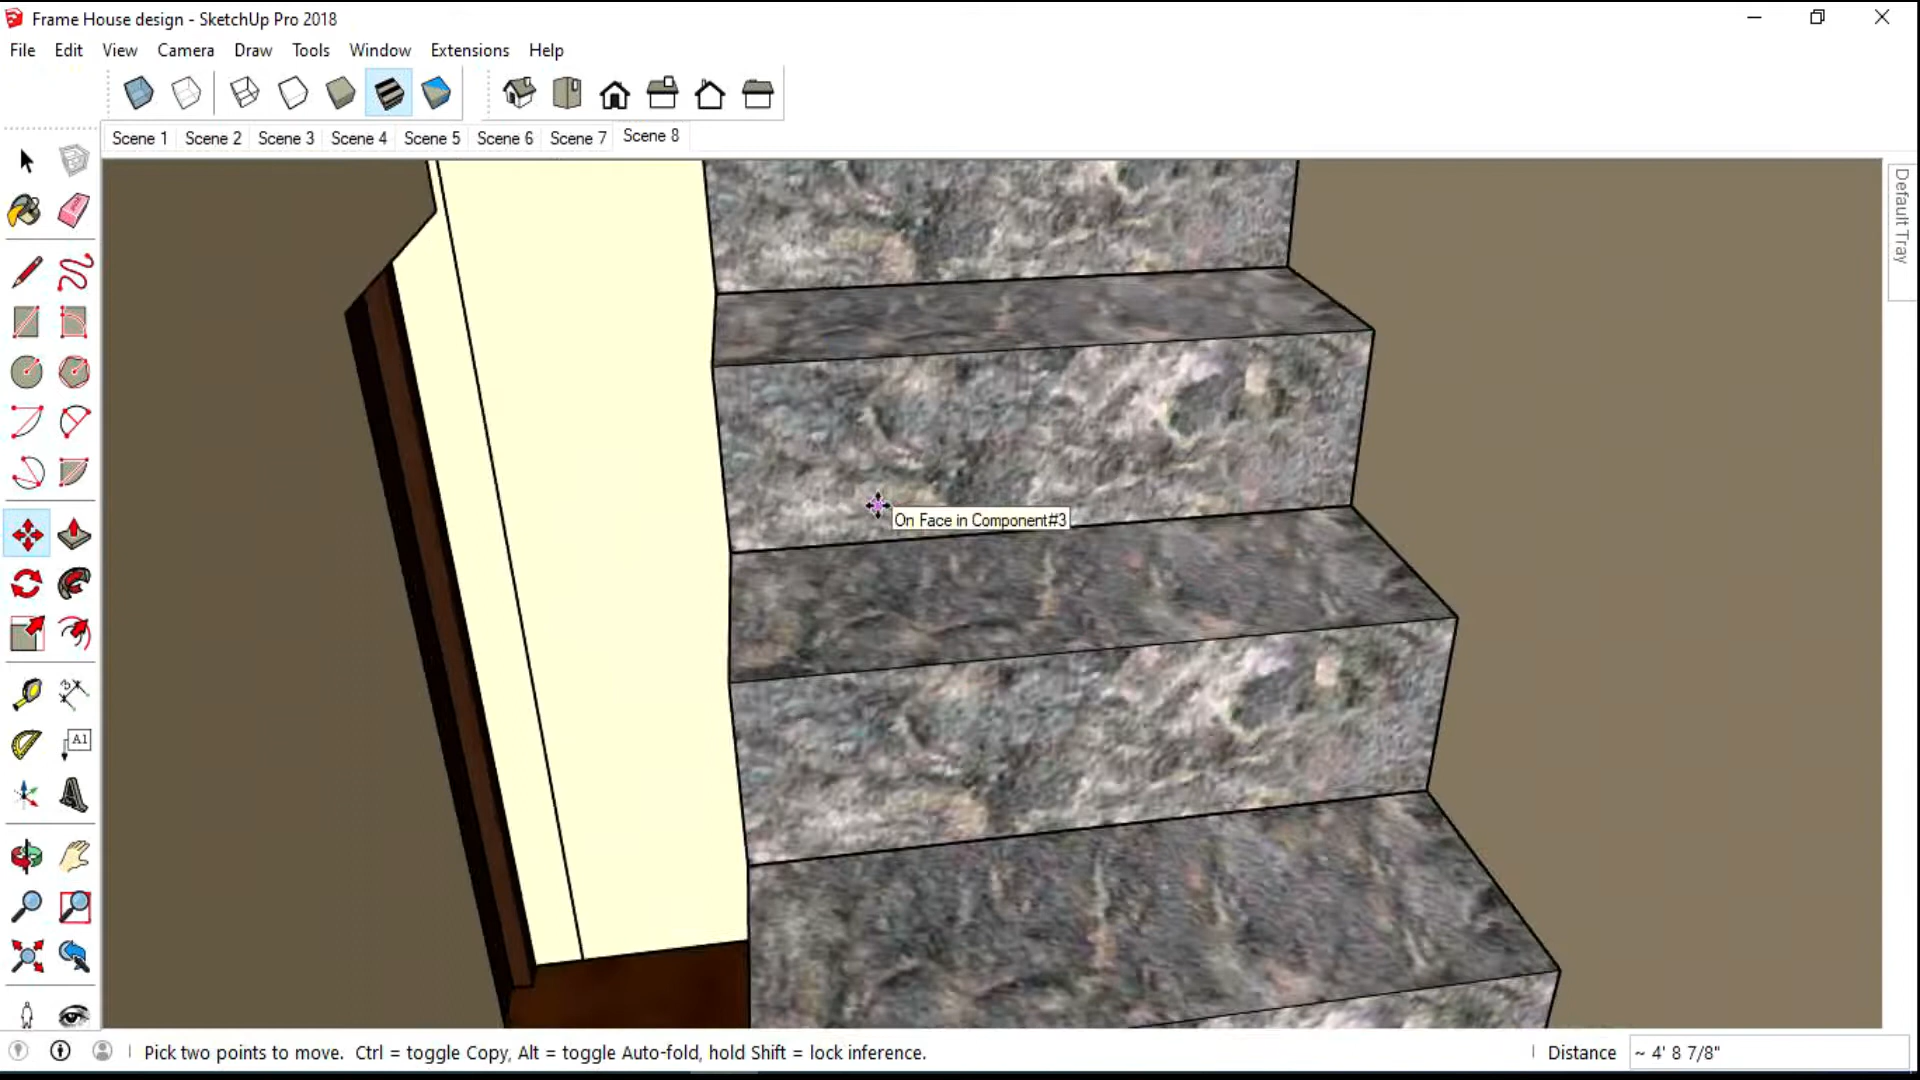 Frame House design - SketchUp Pro 2018
File Edit View Camera Draw Tools Window Extensions Help
Scene 1 Scene 2 Scene 3 Scene 4 Scene 5 Scene 6 Scene 7 Scene 8
Default Tray
On Face in Component#3
A1
Pick two points to move. Ctrl = toggle Copy, Alt = toggle Auto-fold, hold Shift = lock inference.
Distance ~ 4' 8 7/8"